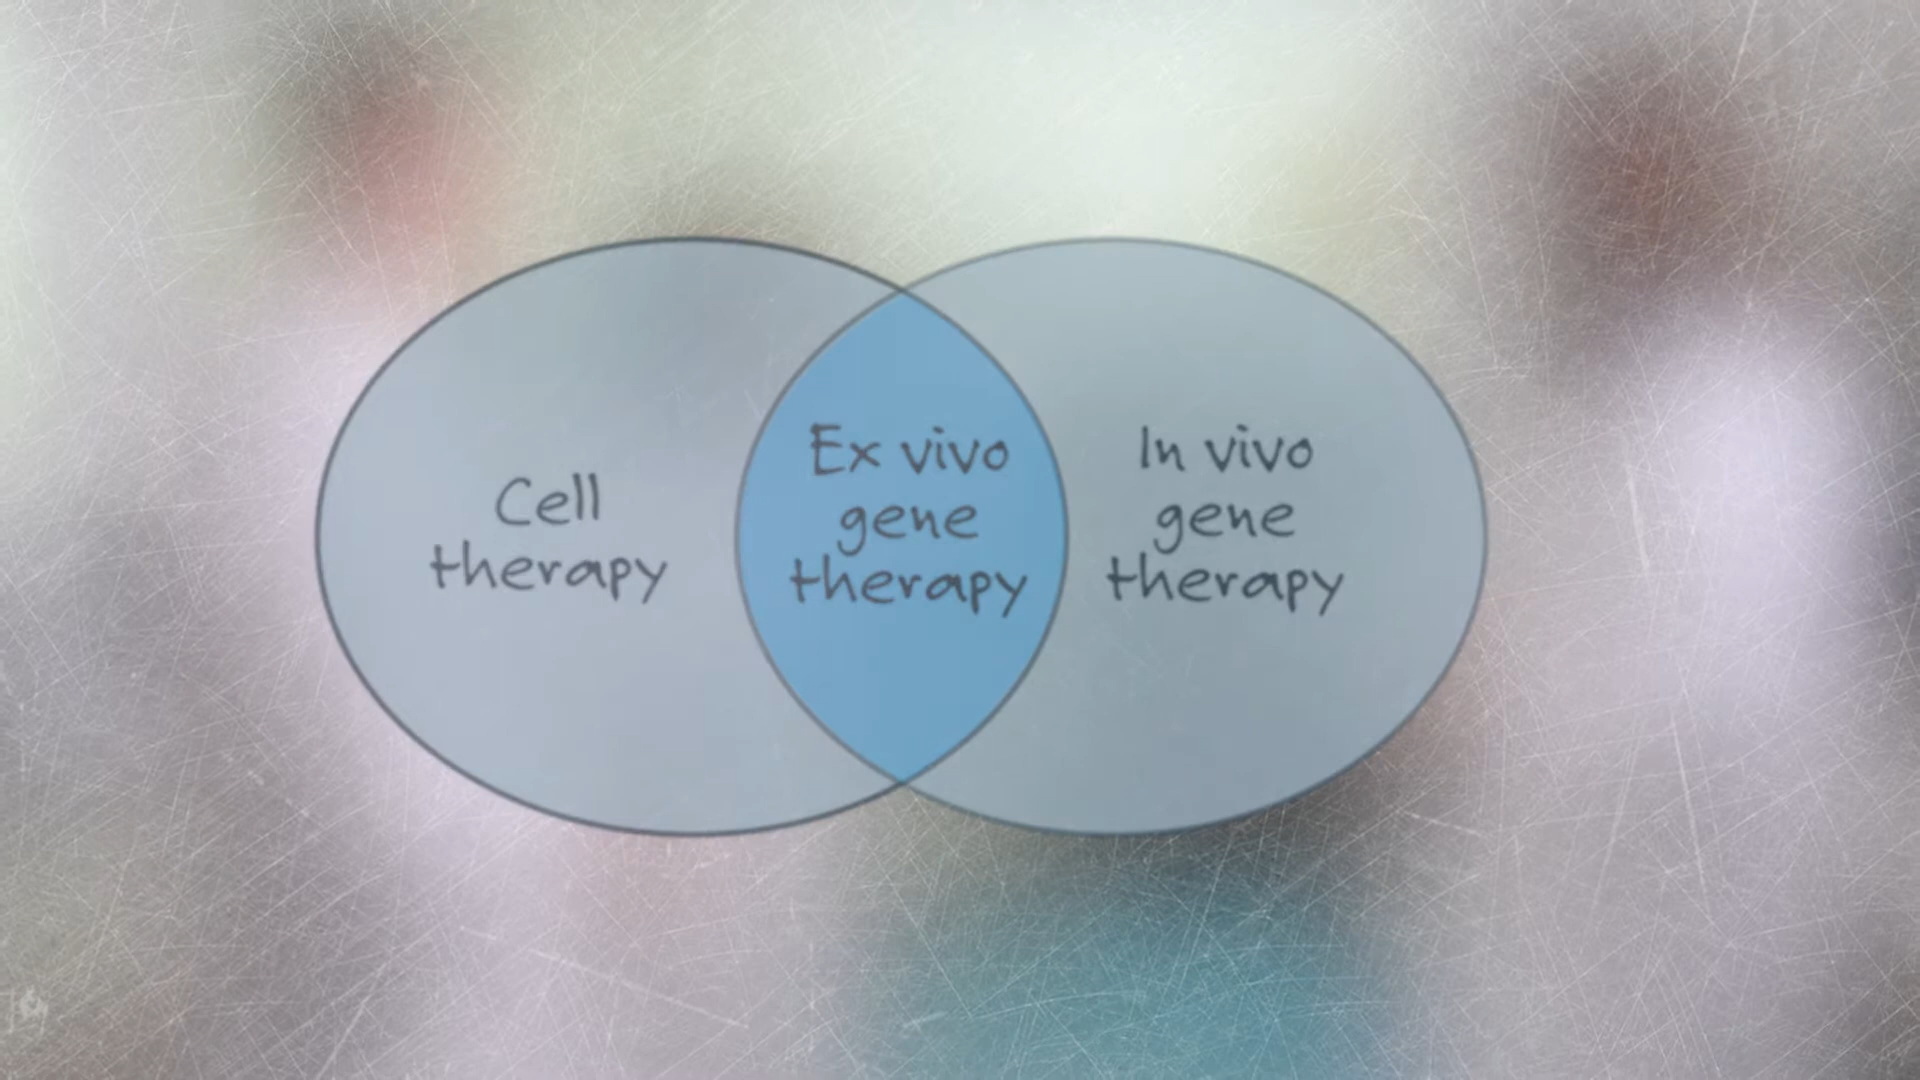 Cell
therapy
Ex vivo
gene
therapy
In vivo
gene
therapy